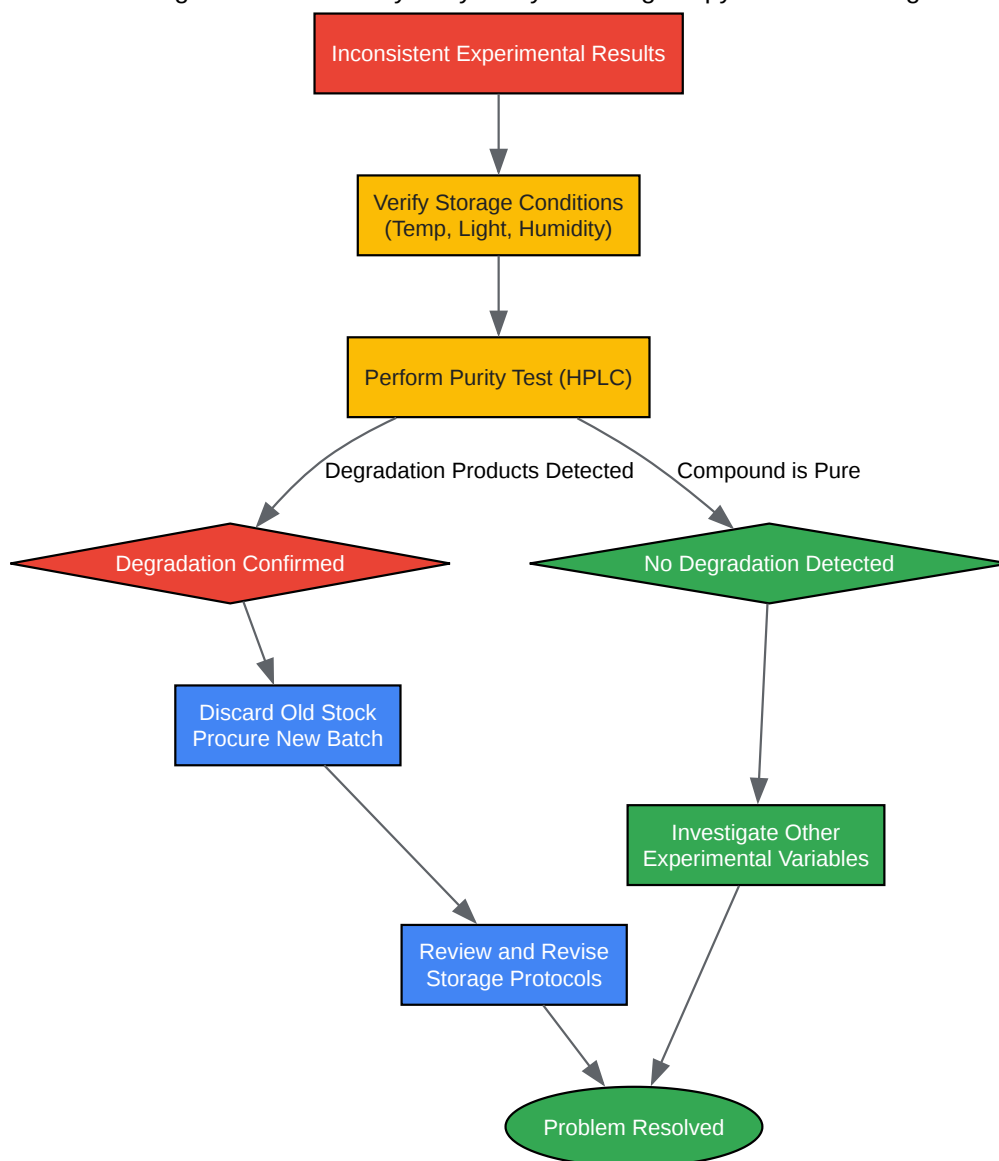 Inconsistent Experimental Results
Verify Storage Conditions
(Temp, Light, Humidity)
Perform Purity Test (HPLC)
Degradation Products Detected
Compound is Pure
Degradation Confirmed
No Degradation Detected
Discard Old Stock
Procure New Batch
Investigate Other
Experimental Variables
Review and Revise
Storage Protocols
Problem Resolved